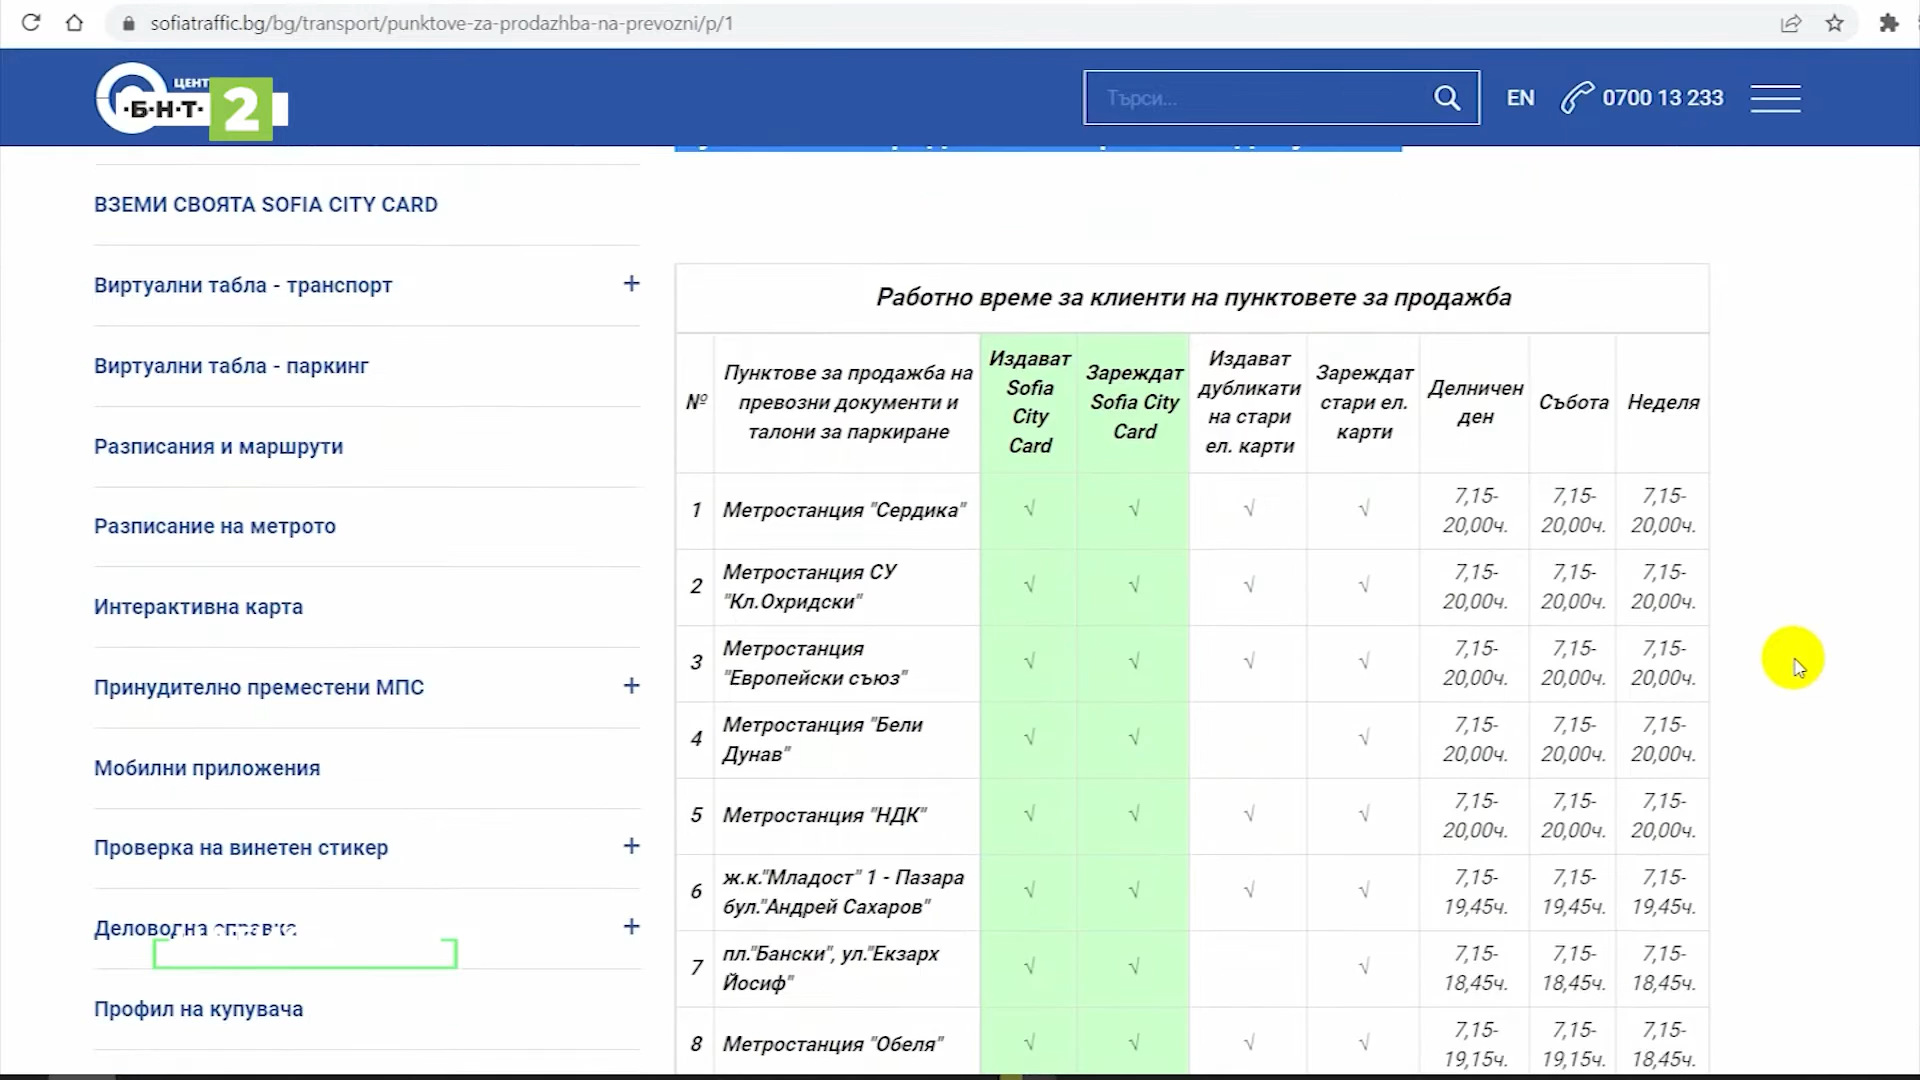 sofiatraffic.bg/bg/transport/punktove-za-prodazhba-na-prevozni/p/1
ЦЕНТ
·Б·Н·Т·
2
Търси...
EN
0700 13 233
ВЗЕМИ СВОЯТА SOFIA CITY CARD
Виртуални табла - транспорт +
Виртуални табла - паркинг
Разписания и маршрути
Разписание на метрото
Интерактивна карта
Принудително преместени МПС +
Мобилни приложения
Проверка на винетен стикер +
Деловодна справка +
Профил на купувача
Работно време за клиенти на пунктовете за продажба
№
Пунктове за продажба на
превозни документи и
талони за паркиране
Издават
Sofia
City
Card
Зареждат
Sofia City
Card
Издават
дубликати
на стари
ел. карти
Зареждат
стари ел.
карти
Делничен
ден
Събота
Неделя
1
Метростанция "Сердика"
√ √ √ √
7,15- 7,15- 7,15-
20,00ч. 20,00ч. 20,00ч.
2
Метростанция СУ
"Кл.Охридски"
√ √ √ √
7,15- 7,15- 7,15-
20,00ч. 20,00ч. 20,00ч.
3
Метростанция
"Европейски съюз"
√ √ √ √
7,15- 7,15- 7,15-
20,00ч. 20,00ч. 20,00ч.
4
Метростанция "Бели
Дунав"
√ √ √
7,15- 7,15- 7,15-
20,00ч. 20,00ч. 20,00ч.
5
Метростанция "НДК"
√ √ √ √
7,15- 7,15- 7,15-
20,00ч. 20,00ч. 20,00ч.
6
ж.к."Младост" 1 - Пазара
бул."Андрей Сахаров"
√ √ √ √
7,15- 7,15- 7,15-
19,45ч. 19,45ч. 19,45ч.
7
пл."Бански", ул."Екзарх
Йосиф"
√ √ √
7,15- 7,15- 7,15-
18,45ч. 18,45ч. 18,45ч.
8
Метростанция "Обеля"
√ √ √ √
7,15- 7,15- 7,15-
19,15ч. 19,15ч. 18,45ч.